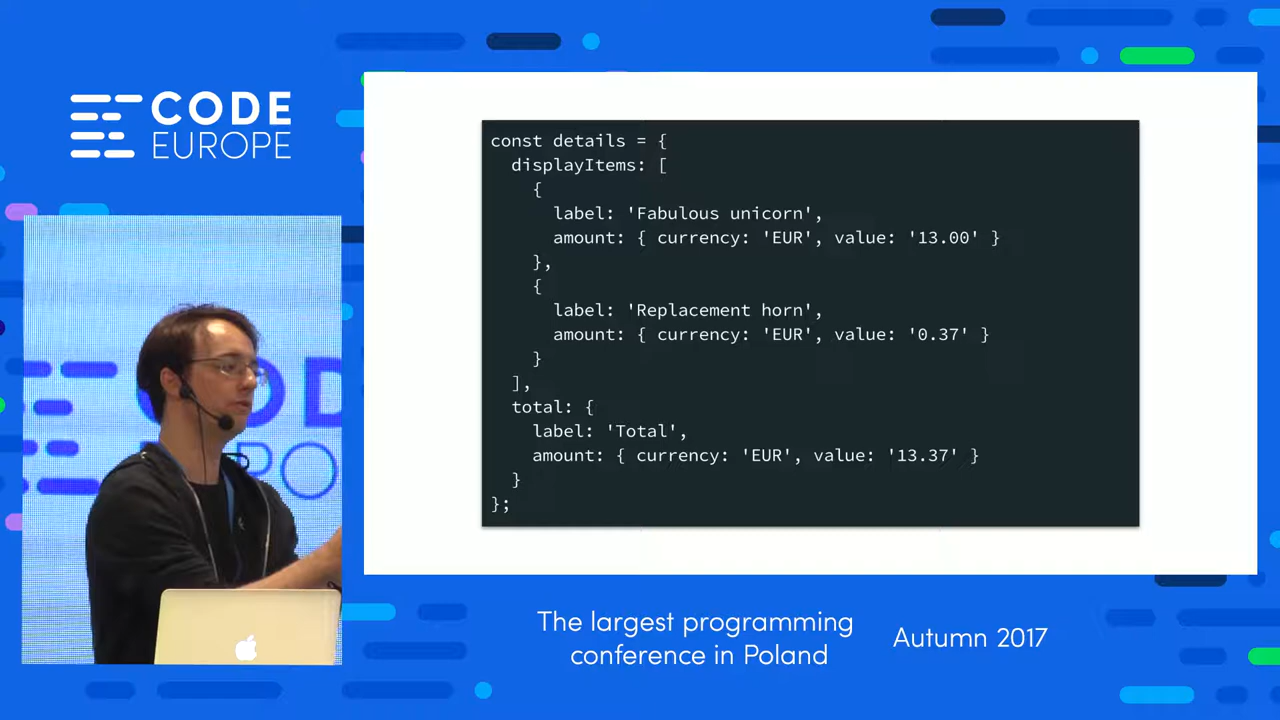 CODE
EUROPE
const details = {
  displayItems: [
    {
      label: 'Fabulous unicorn',
      amount: { currency: 'EUR', value: '13.00' }
    },
    {
      label: 'Replacement horn',
      amount: { currency: 'EUR', value: '0.37' }
    }
  ],
  total: {
    label: 'Total',
    amount: { currency: 'EUR', value: '13.37' }
  }
};
The largest programming
conference in Poland
Autumn 2017